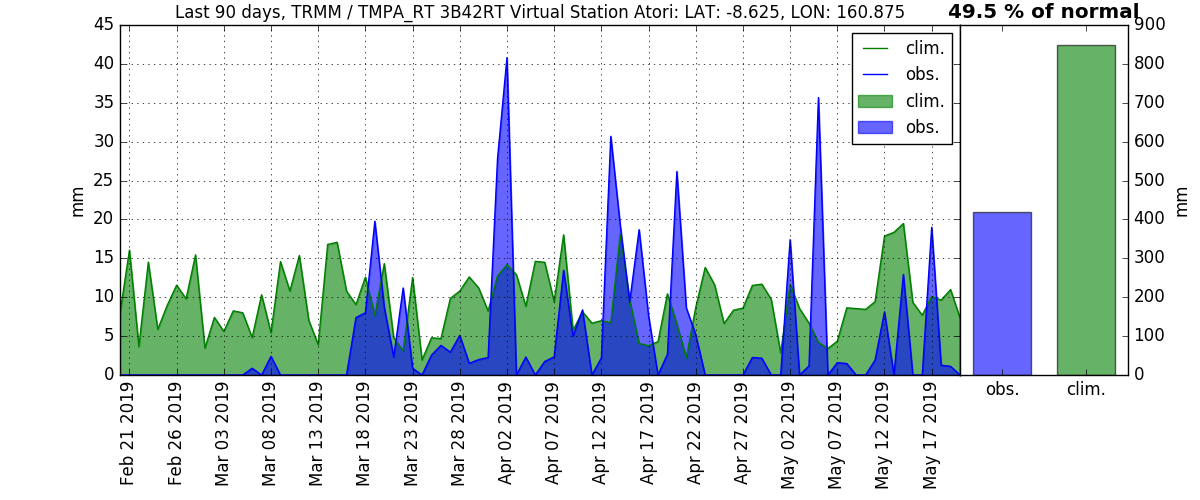 Last 90 days, TRMM / TMPA_RT 3B42RT Virtual Station Atori: LAT: -8.625, LON: 160.875
49.5 % of normal
45
40
35
30
25
20
15
10
5
0
mm
clim.
obs.
clim.
obs.
900
800
700
600
500
400
300
200
100
0
mm
obs.
clim.
Feb 21 2019
Feb 26 2019
Mar 03 2019
Mar 08 2019
Mar 13 2019
Mar 18 2019
Mar 23 2019
Mar 28 2019
Apr 02 2019
Apr 07 2019
Apr 12 2019
Apr 17 2019
Apr 22 2019
Apr 27 2019
May 02 2019
May 07 2019
May 12 2019
May 17 2019